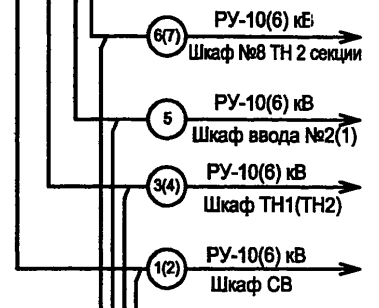 РУ-10(6) кВ
6(7)
Шкаф №8 ТН 2 секции
РУ-10(6) кВ
5
Шкаф ввода №2(1)
РУ-10(6) кВ
3(4)
Шкаф ТН1(ТН2)
РУ-10(6) кВ
1(2)
Шкаф СВ